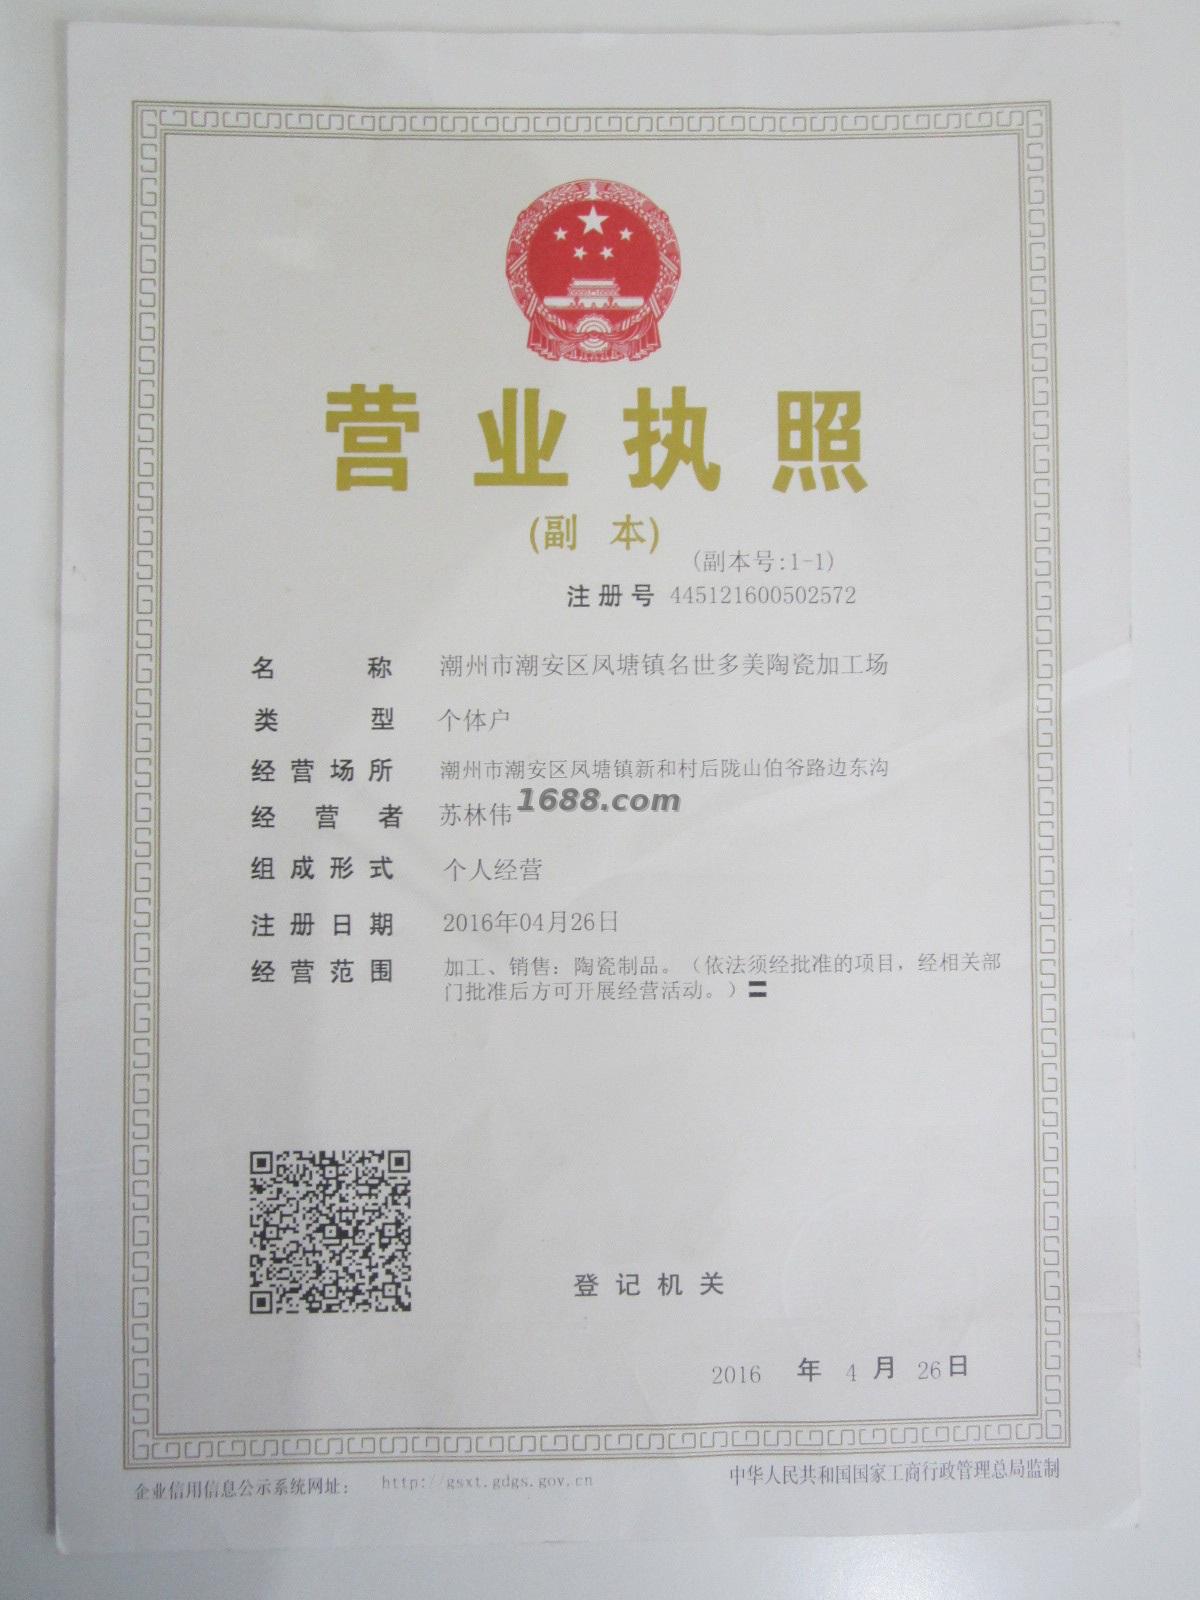 营业执照
(副 本)
(副本号:1-1)
注册号 445121600502572
名称 潮州市潮安区凤塘镇名世多美陶瓷加工场
类型 个体户
经营场所 潮州市潮安区凤塘镇新和村后陇山伯爷路边东沟
1688.com
经营者 苏林伟
组成形式 个人经营
注册日期 2016年04月26日
经营范围 加工、销售：陶瓷制品。（依法须经批准的项目，经相关部
门批准后方可开展经营活动。）〓
登记机关
2016 年 4 月 26日
企业信用信息公示系统网址： http://gsxt.gdgs.gov.cn
中华人民共和国国家工商行政管理总局监制